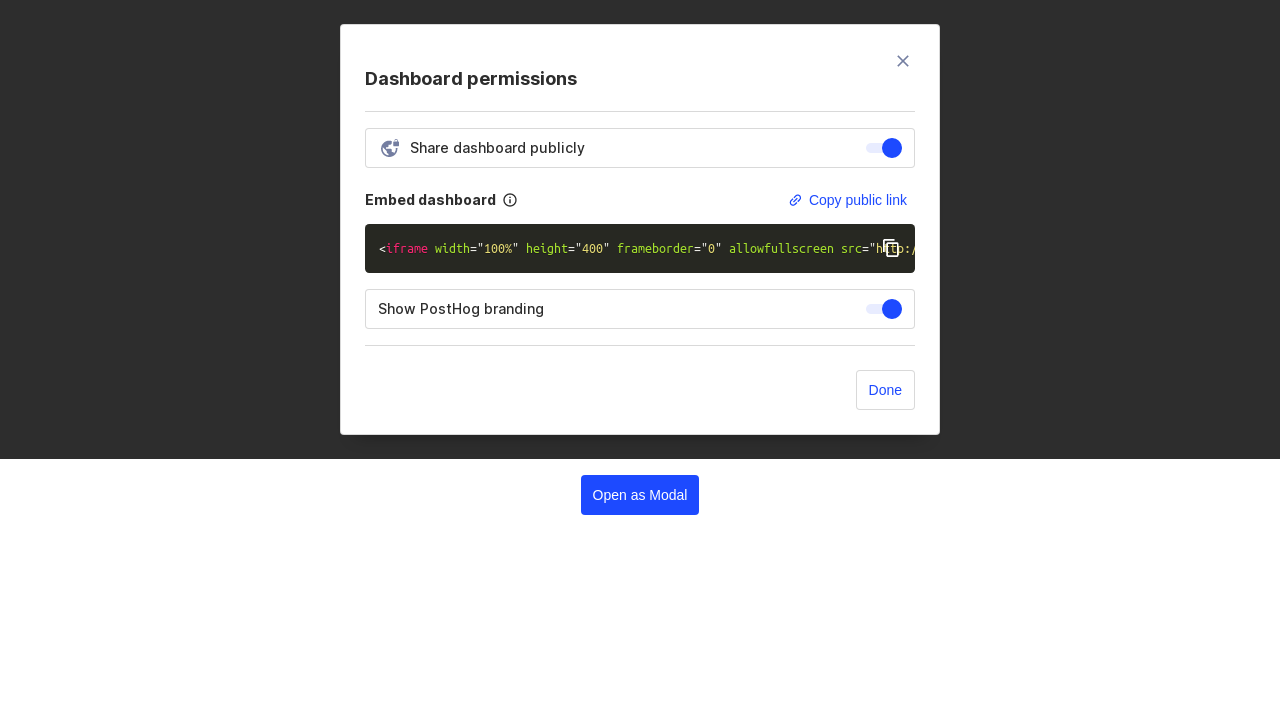 Dashboard permissions
Share dashboard publicly
Embed dashboard
Copy public link
<iframe width="100%" height="400" frameborder="0" allowfullscreen src="http:/
Show PostHog branding
Done
Open as Modal